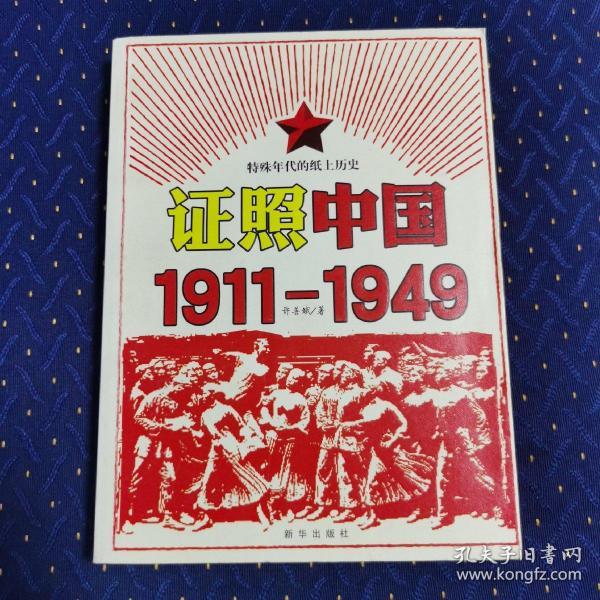 特殊年代的纸上历史
证照中国
1911-1949
许善斌/著
新华出版社
孔夫子旧書网
www.kongfz.com